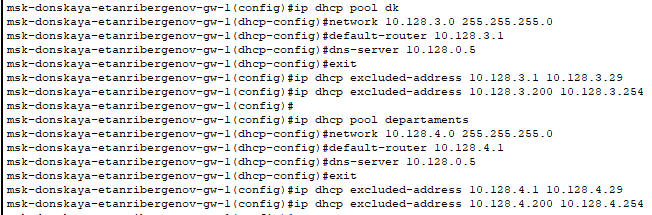 msk-donskaya-etanribergenov-gw-1(config)#ip dhcp pool dk
msk-donskaya-etanribergenov-gw-1(dhcp-config)#network 10.128.3.0 255.255.255.0
msk-donskaya-etanribergenov-gw-1(dhcp-config)#default-router 10.128.3.1
msk-donskaya-etanribergenov-gw-1(dhcp-config)#dns-server 10.128.0.5
msk-donskaya-etanribergenov-gw-1(dhcp-config)#exit
msk-donskaya-etanribergenov-gw-1(config)#ip dhcp excluded-address 10.128.3.1 10.128.3.29
msk-donskaya-etanribergenov-gw-1(config)#ip dhcp excluded-address 10.128.3.200 10.128.3.254
msk-donskaya-etanribergenov-gw-1(config)#
msk-donskaya-etanribergenov-gw-1(config)#ip dhcp pool departaments
msk-donskaya-etanribergenov-gw-1(dhcp-config)#network 10.128.4.0 255.255.255.0
msk-donskaya-etanribergenov-gw-1(dhcp-config)#default-router 10.128.4.1
msk-donskaya-etanribergenov-gw-1(dhcp-config)#dns-server 10.128.0.5
msk-donskaya-etanribergenov-gw-1(dhcp-config)#exit
msk-donskaya-etanribergenov-gw-1(config)#ip dhcp excluded-address 10.128.4.1 10.128.4.29
msk-donskaya-etanribergenov-gw-1(config)#ip dhcp excluded-address 10.128.4.200 10.128.4.254